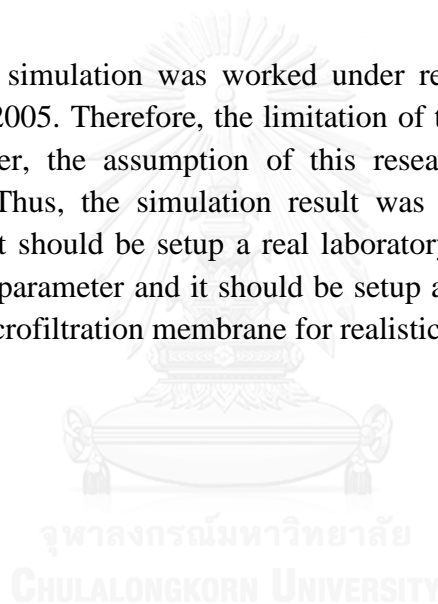 simulation was worked under re
2005. Therefore, the limitation of t
er, the assumption of this resea
Thus, the simulation result was
t should be setup a real laboratory
parameter and it should be setup a
crofiltration membrane for realistic
จุฬาลงกรณ์มหาวิทยาลัย
CHULALONGKORN UNIVERSITY